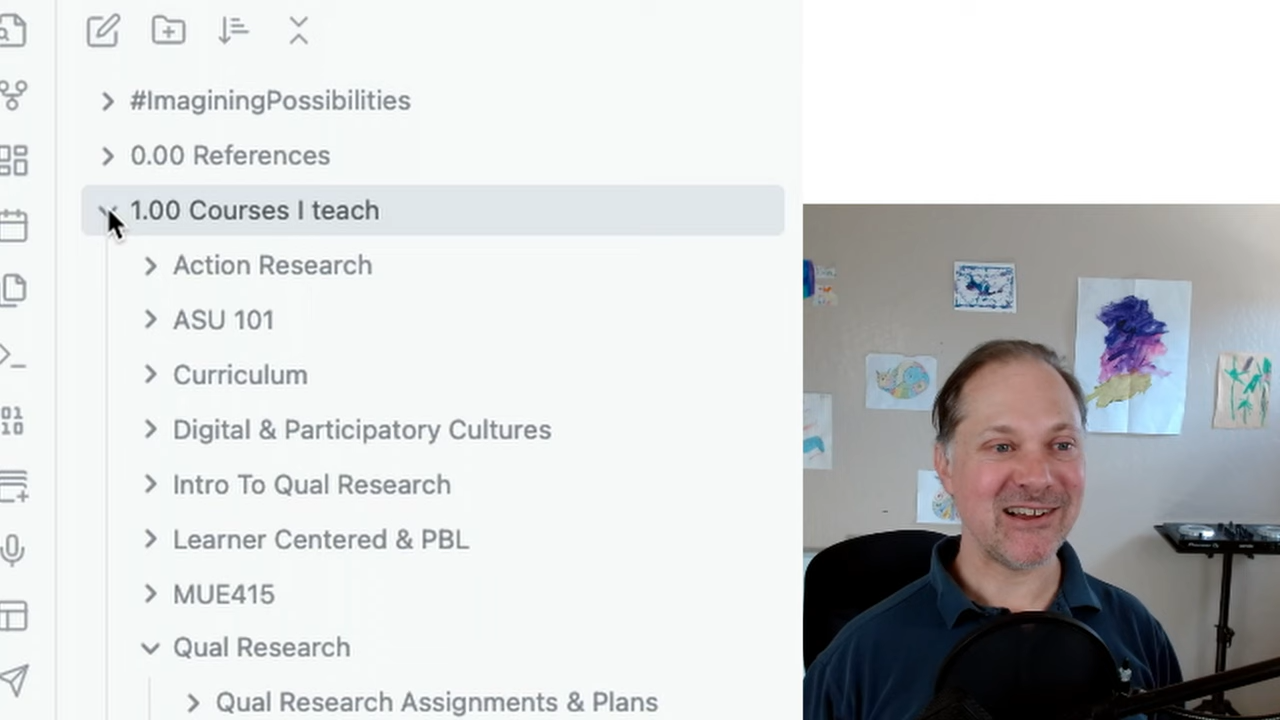 #ImaginingPossibilities
0.00 References
1.00 Courses I teach
Action Research
ASU 101
Curriculum
Digital & Participatory Cultures
Intro To Qual Research
Learner Centered & PBL
MUE415
Qual Research
Qual Research Assignments & Plans